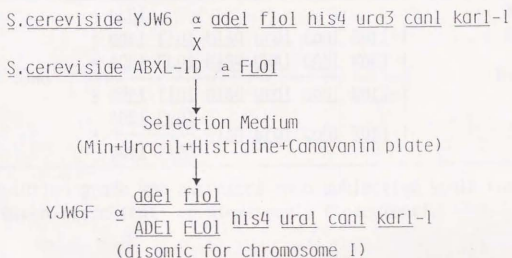 S.cerevisiae YJW6 α ade1 flo1 his4 ura3 can1 kar1-1
X
S.cerevisiae ABXL-1D a FLO1
Selection Medium
(Min+Uracil+Histidine+Canavanin plate)
ade1 flo1
YJW6F α his4 ura1 can1 kar1-1
ADE1 FLO1
(disomic for chromosome I)